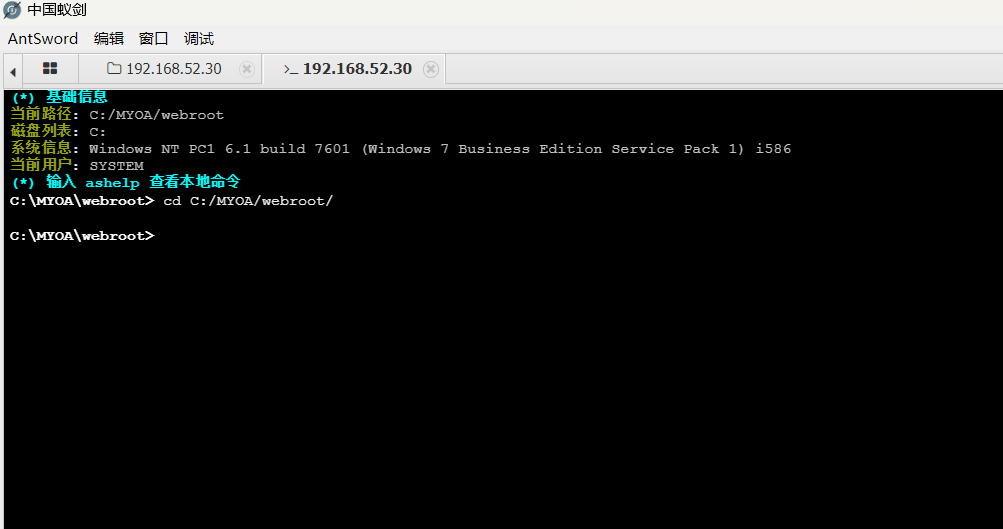 中国蚁剑
AntSword 编辑 窗口 调试
192.168.52.30 >_ 192.168.52.30
(*) 基础信息
当前路径: C:/MYOA/webroot
磁盘列表: C:
系统信息: Windows NT PC1 6.1 build 7601 (Windows 7 Business Edition Service Pack 1) i586
当前用户: SYSTEM
(*) 输入 ashelp 查看本地命令
C:\MYOA\webroot> cd C:/MYOA/webroot/
C:\MYOA\webroot>